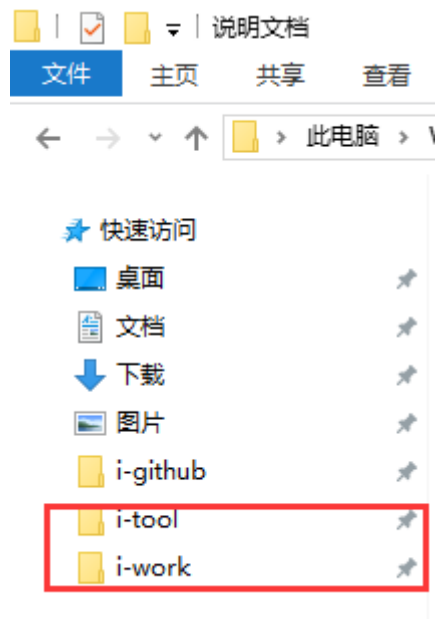 说明文档
文件 主页 共享 查看
此电脑
快速访问
桌面
文档
下载
图片
i-github
i-tool
i-work